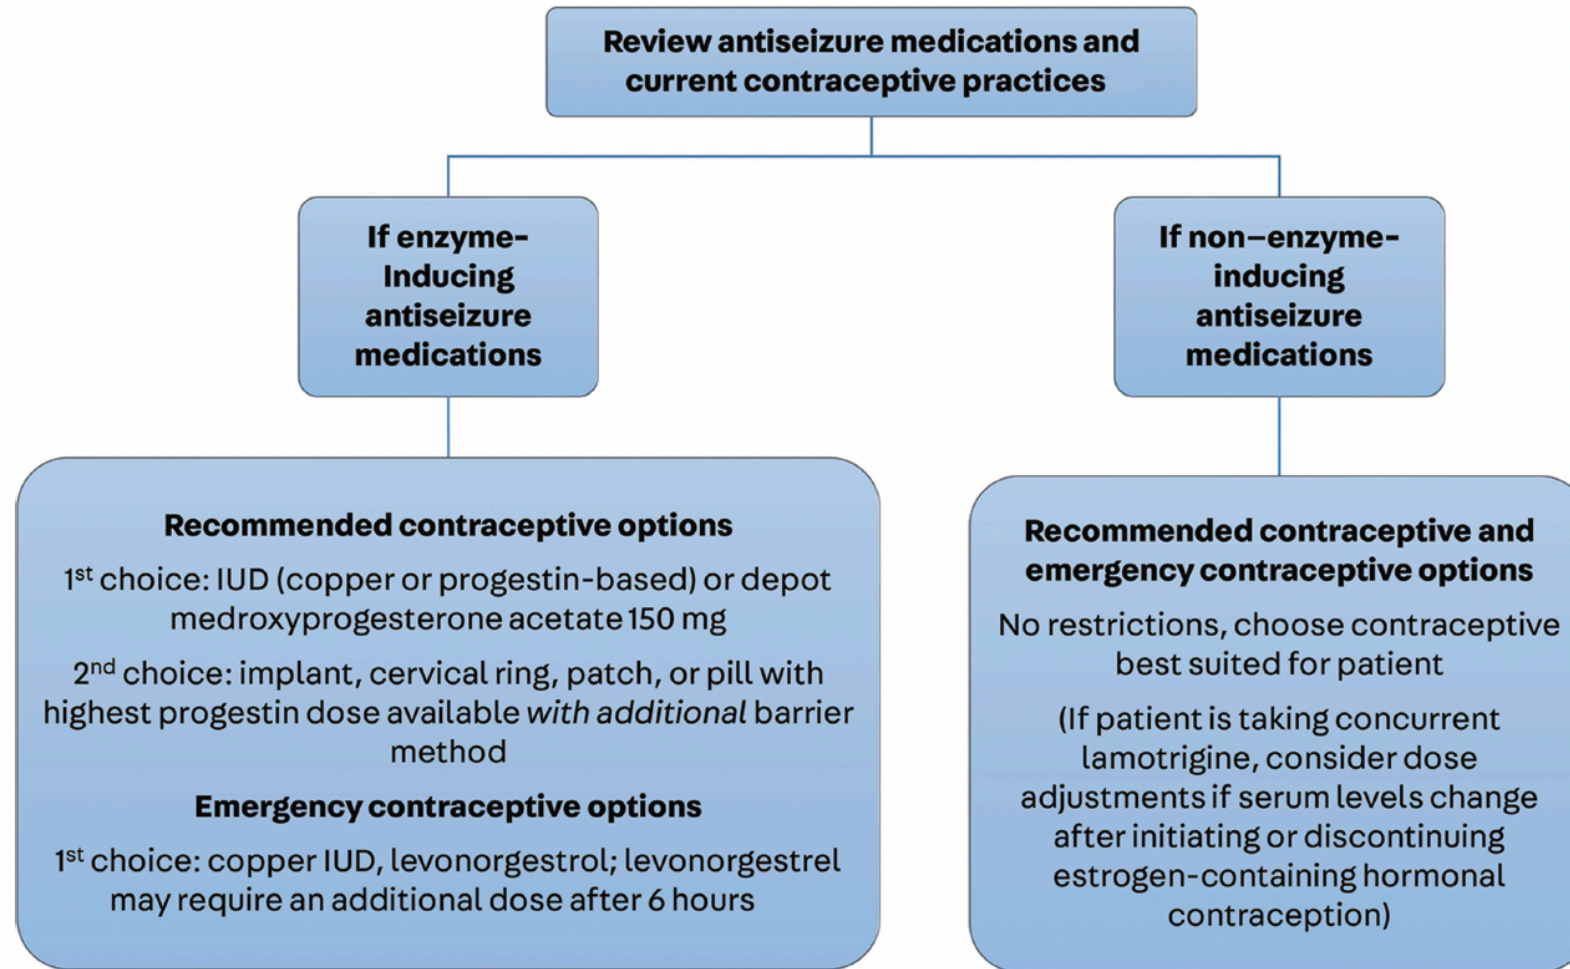 Review antiseizure medications and
current contraceptive practices
If enzyme-
Inducing
antiseizure
medications
If non–enzyme-
inducing
antiseizure
medications
Recommended contraceptive options
1st choice: IUD (copper or progestin-based) or depot
medroxyprogesterone acetate 150 mg
2nd choice: implant, cervical ring, patch, or pill with
highest progestin dose available with additional barrier
method
Emergency contraceptive options
1st choice: copper IUD, levonorgestrol; levonorgestrel
may require an additional dose after 6 hours
Recommended contraceptive and
emergency contraceptive options
No restrictions, choose contraceptive
best suited for patient
(If patient is taking concurrent
lamotrigine, consider dose
adjustments if serum levels change
after initiating or discontinuing
estrogen-containing hormonal
contraception)